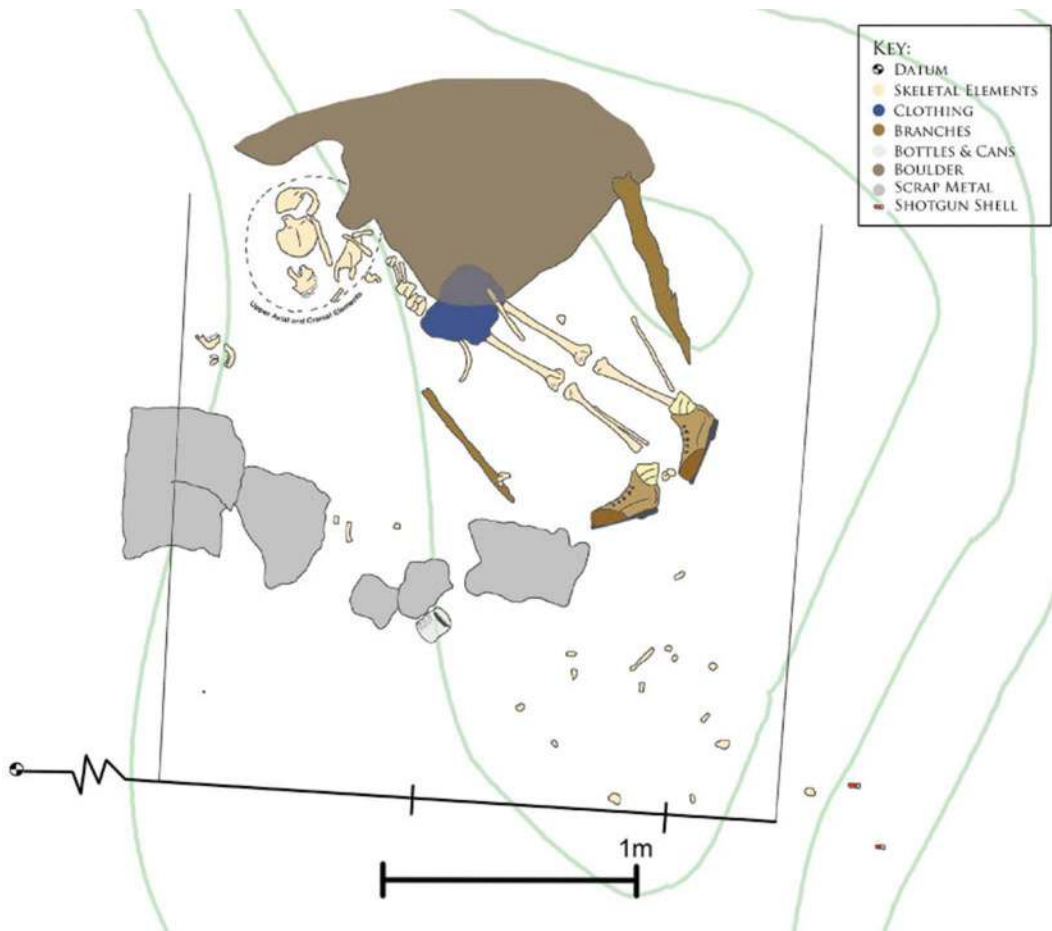 KEY:
DATUM
SKELETAL ELEMENTS
CLOTHING
BRANCHES
BOTTLES & CANS
BOULDER
SCRAP METAL
SHOTGUN SHELL
Upper Axial and Cranial Elements
1m